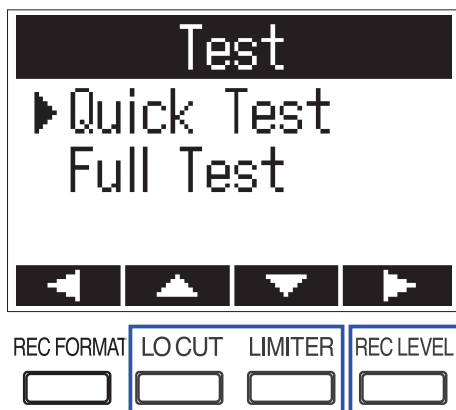 Test
Quick Test
Full Test
REC FORMAT LO CUT LIMITER REC LEVEL